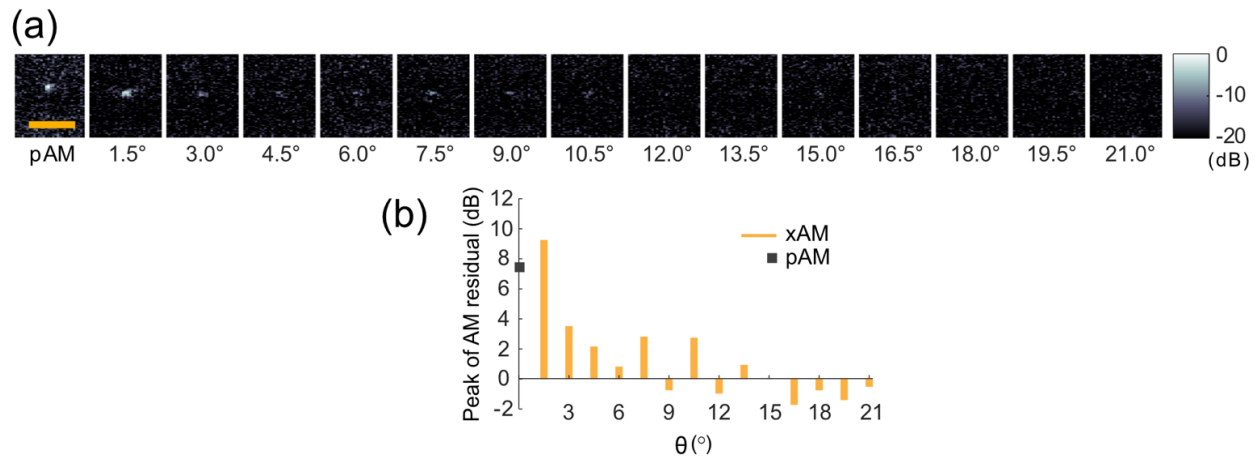 (a)
0
-10
-20
(dB)
pAM 1.5° 3.0° 4.5° 6.0° 7.5° 9.0° 10.5° 12.0° 13.5° 15.0° 16.5° 18.0° 19.5° 21.0°
(b)
Peak of AM residual (dB)
12
10
8
6
4
2
0
-2
xAM
pAM
3 6 9 12 15 18 21
θ(°)